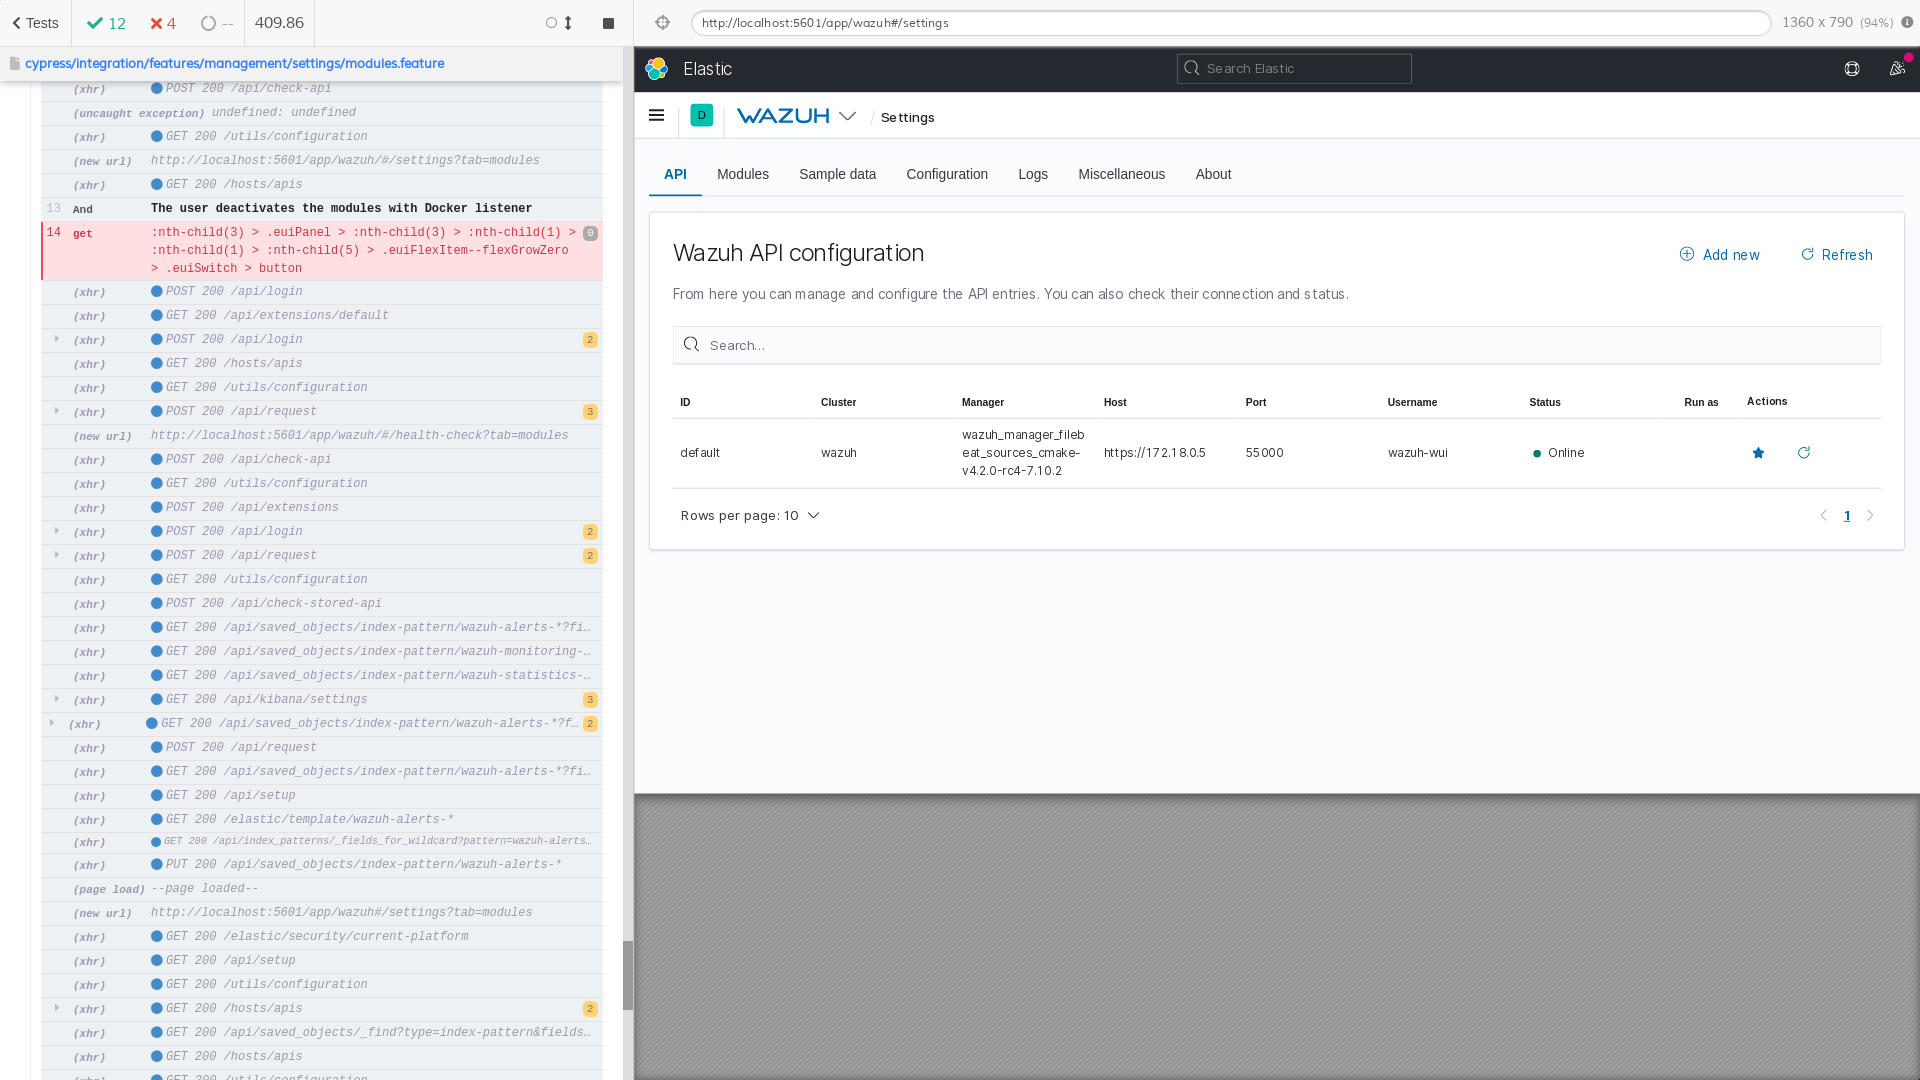 Tests
12
4
--
409.86
cypress/integration/features/management/settings/modules.feature
(xhr) POST 200 /api/check-api
(uncaught exception) undefined: undefined
(xhr) GET 200 /utils/configuration
(new url) http://localhost:5601/app/wazuh/#/settings?tab=modules
(xhr) GET 200 /hosts/apis
13 And The user deactivates the modules with Docker listener
14 get :nth-child(3) > .euiPanel > :nth-child(3) > :nth-child(1) > 0
:nth-child(1) > :nth-child(5) > .euiFlexItem--flexGrowZero
> .euiSwitch > button
(xhr) POST 200 /api/login
(xhr) GET 200 /api/extensions/default
(xhr) POST 200 /api/login 2
(xhr) GET 200 /hosts/apis
(xhr) GET 200 /utils/configuration
(xhr) POST 200 /api/request 3
(new url) http://localhost:5601/app/wazuh/#/health-check?tab=modules
(xhr) POST 200 /api/check-api
(xhr) GET 200 /utils/configuration
(xhr) POST 200 /api/extensions
(xhr) POST 200 /api/login 2
(xhr) POST 200 /api/request 2
(xhr) GET 200 /utils/configuration
(xhr) POST 200 /api/check-stored-api
(xhr) GET 200 /api/saved_objects/index-pattern/wazuh-alerts-*?fi…
(xhr) GET 200 /api/saved_objects/index-pattern/wazuh-monitoring-…
(xhr) GET 200 /api/saved_objects/index-pattern/wazuh-statistics-…
(xhr) GET 200 /api/kibana/settings 3
(xhr) GET 200 /api/saved_objects/index-pattern/wazuh-alerts-*?f… 2
(xhr) POST 200 /api/request
(xhr) GET 200 /api/saved_objects/index-pattern/wazuh-alerts-*?fi…
(xhr) GET 200 /api/setup
(xhr) GET 200 /elastic/template/wazuh-alerts-*
(xhr) GET 200 /api/index_patterns/_fields_for_wildcard?pattern=wazuh-alerts…
(xhr) PUT 200 /api/saved_objects/index-pattern/wazuh-alerts-*
(page load) --page loaded--
(new url) http://localhost:5601/app/wazuh#/settings?tab=modules
(xhr) GET 200 /elastic/security/current-platform
(xhr) GET 200 /api/setup
(xhr) GET 200 /utils/configuration
(xhr) GET 200 /hosts/apis 2
(xhr) GET 200 /api/saved_objects/_find?type=index-pattern&fields…
(xhr) GET 200 /hosts/apis
(xhr) GET 200 /utils/configuration
http://localhost:5601/app/wazuh#/settings
1360 x 790 (94%)
Elastic
Search Elastic
D
WAZUH
/ Settings
API Modules Sample data Configuration Logs Miscellaneous About
Wazuh API configuration
Add new
Refresh
From here you can manage and configure the API entries. You can also check their connection and status.
Search...
ID Cluster Manager Host Port Username Status Run as Actions
default wazuh wazuh_manager_fileb https://172.18.0.5 55000 wazuh-wui Online
eat_sources_cmake-
v4.2.0-rc4-7.10.2
Rows per page: 10
1